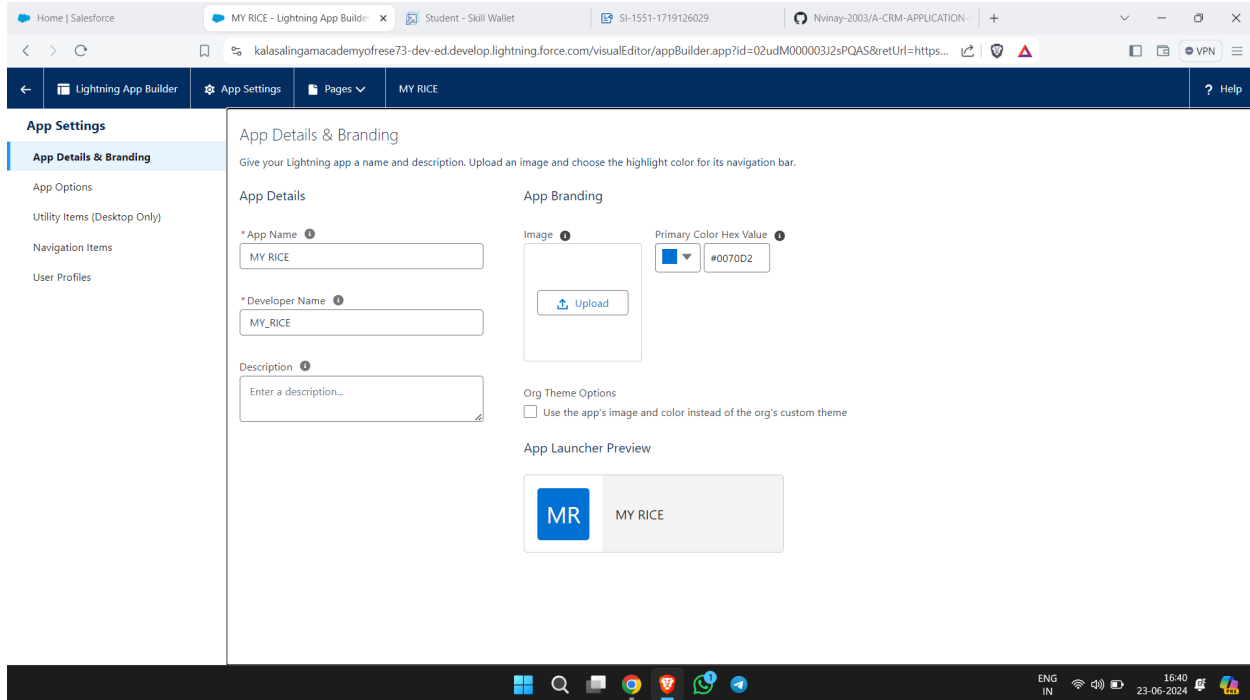 Home | Salesforce
MY RICE - Lightning App Builde
Student - Skill Wallet
SI-1551-1719126029
Nvinay-2003/A-CRM-APPLICATION-
kalasalingamacademyofrese73-dev-ed.develop.lightning.force.com/visualEditor/appBuilder.app?id=02udM000003J2sPQAS&retUrl=https...
VPN
Lightning App Builder
App Settings
Pages
MY RICE
? Help
App Settings
App Details & Branding
App Options
Utility Items (Desktop Only)
Navigation Items
User Profiles
App Details & Branding
Give your Lightning app a name and description. Upload an image and choose the highlight color for its navigation bar.
App Details
*App Name
MY RICE
*Developer Name
MY_RICE
Description
Enter a description...
App Branding
Image
Upload
Primary Color Hex Value
#0070D2
Org Theme Options
Use the app's image and color instead of the org's custom theme
App Launcher Preview
MR
MY RICE
1
ENG
IN
16:40
23-06-2024